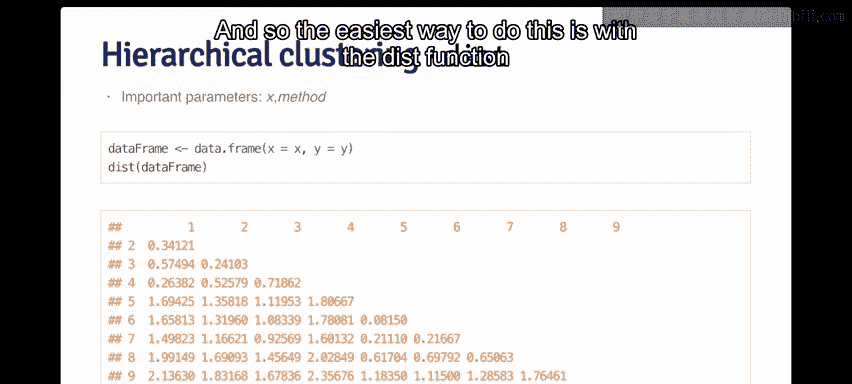 And so the easiest way to do this is with
the dist function
Hierarchical clustering
· Important parameters: x,method
dataFrame <- data.frame(x = x, y = y)
dist(dataFrame)
## 1 2 3 4 5 6 7 8 9
## 2 0.34121
## 3 0.57494 0.24103
## 4 0.26382 0.52579 0.71862
## 5 1.69425 1.35818 1.11953 1.80667
## 6 1.65813 1.31960 1.08339 1.78081 0.08150
## 7 1.49823 1.16621 0.92569 1.60132 0.21110 0.21667
## 8 1.99149 1.69093 1.45649 2.02849 0.61704 0.69792 0.65063
## 9 2.13630 1.83168 1.67836 2.35676 1.18350 1.11500 1.28583 1.76461